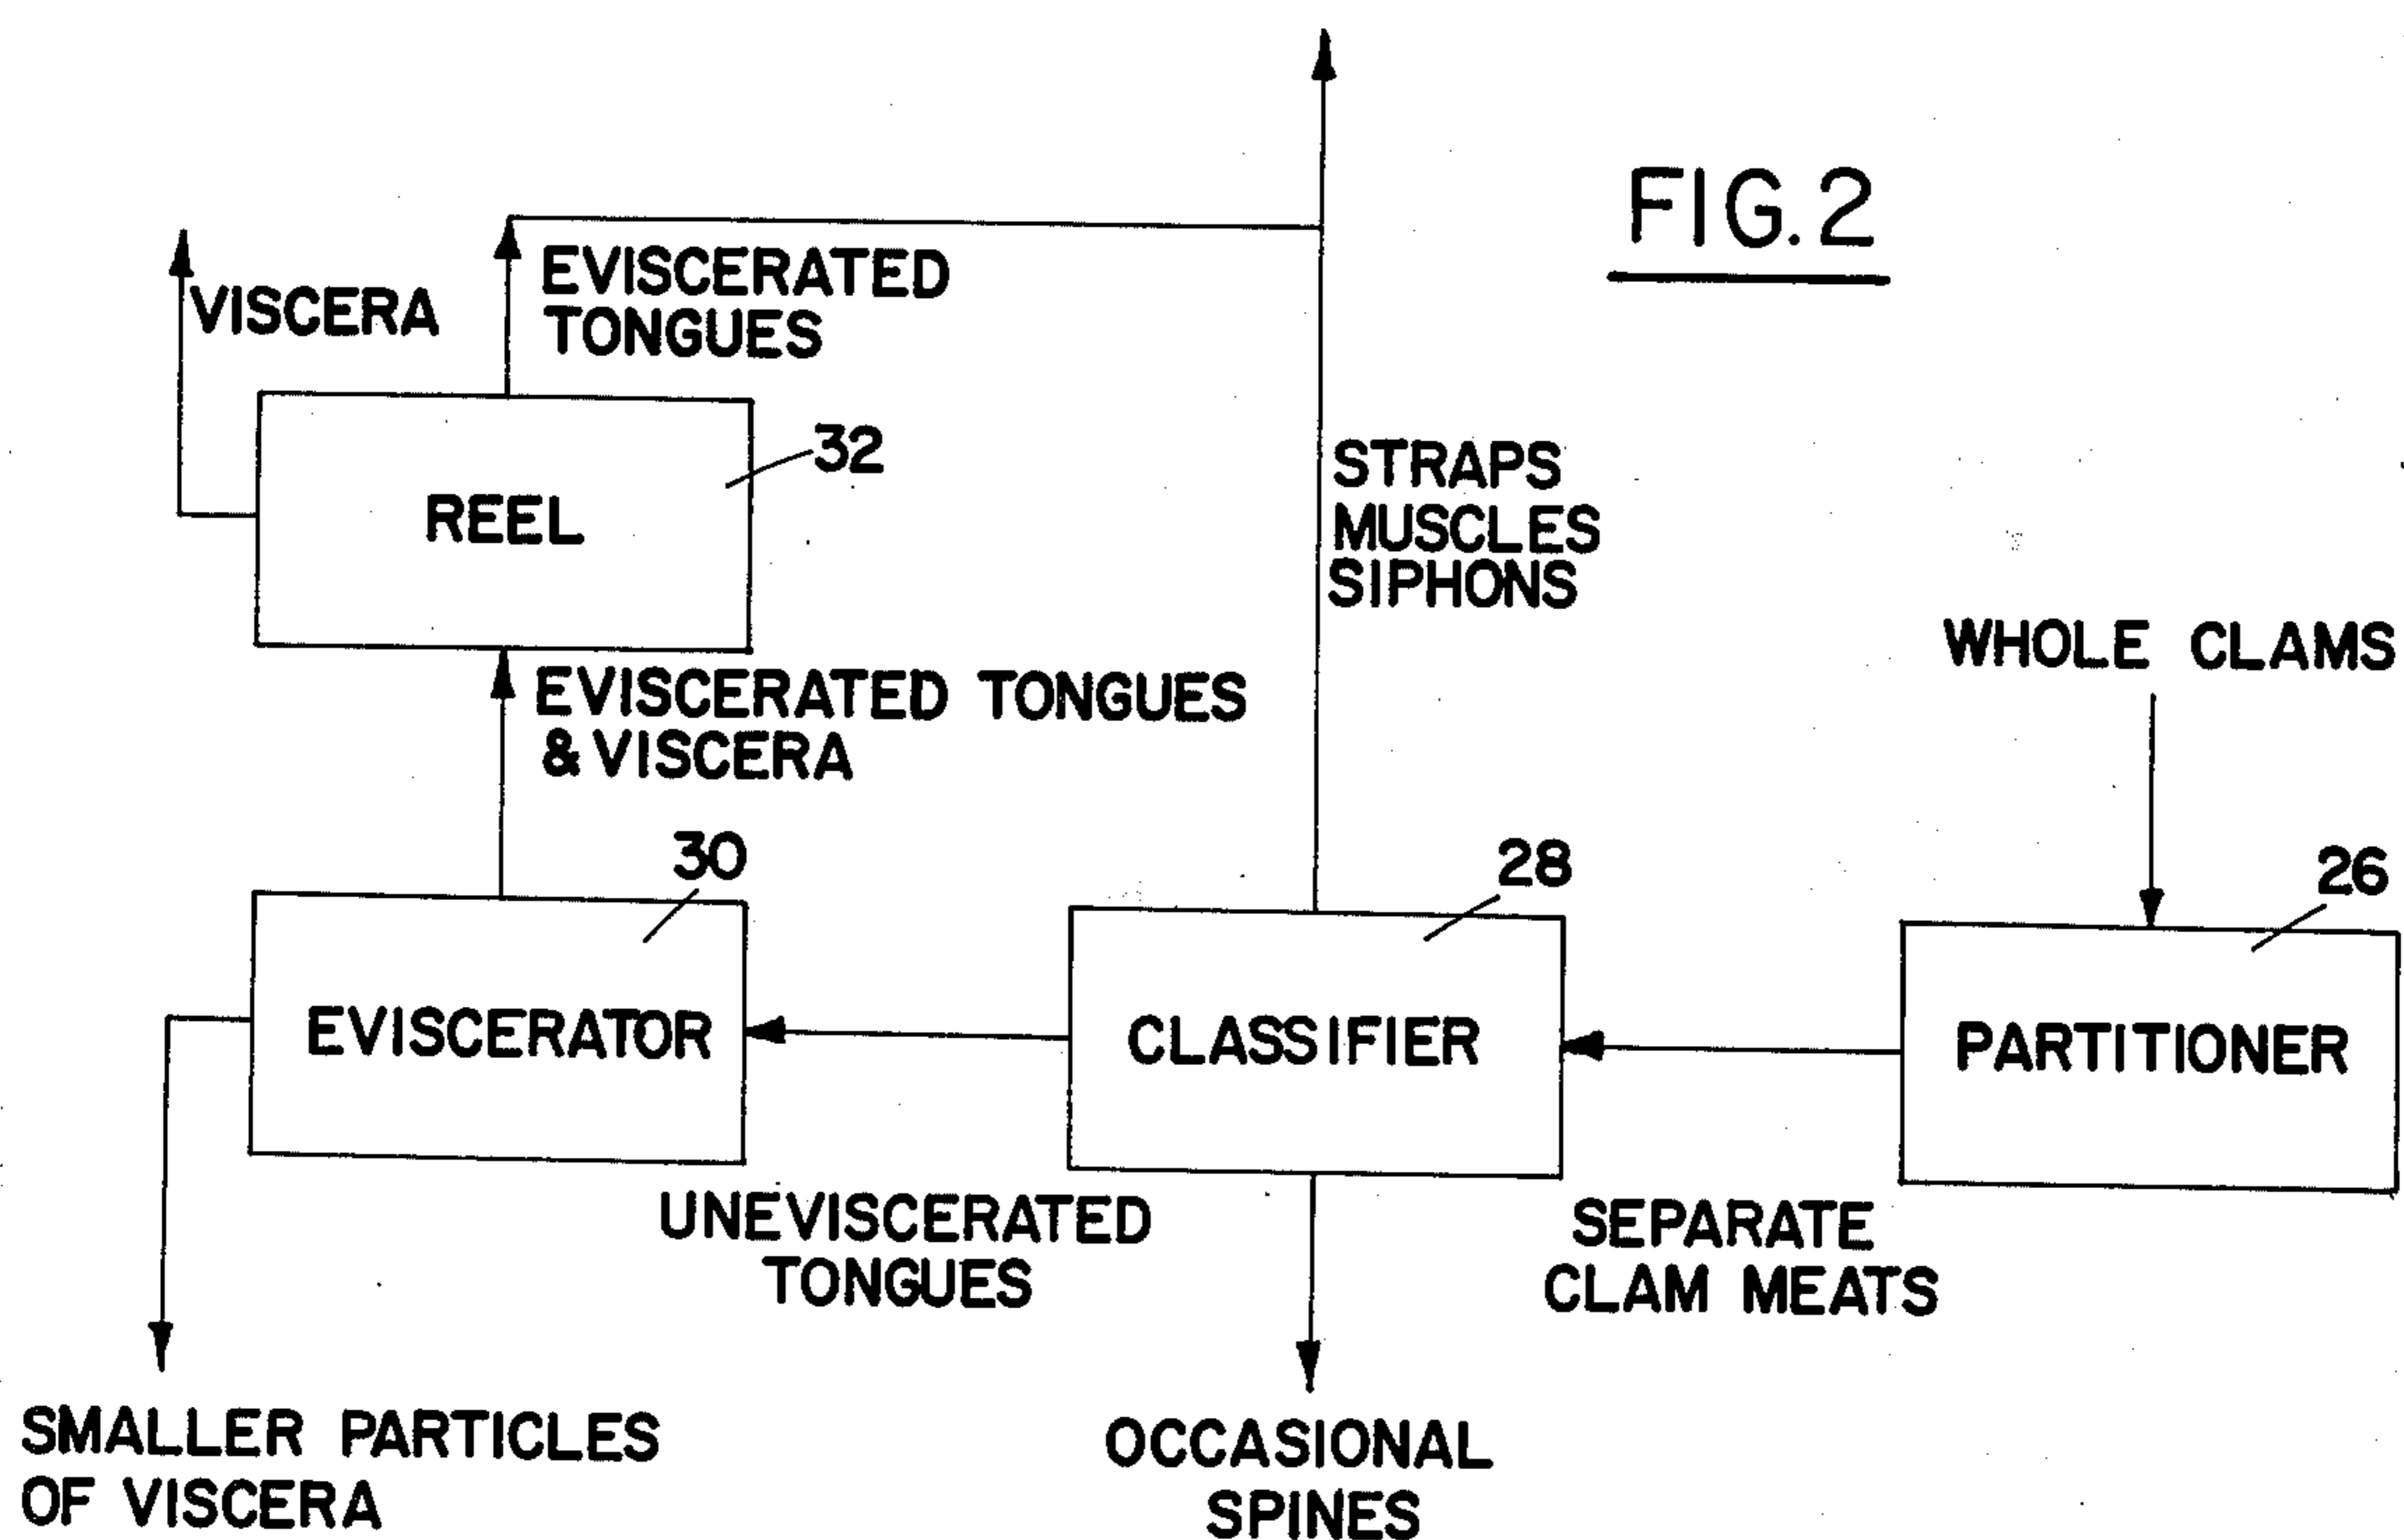 FIG. 2
VISCERA
EVISCERATED
TONGUES
32
REEL
STRAPS
MUSCLES
SIPHONS
WHOLE CLAMS
EVISCERATED TONGUES
& VISCERA
30
28
26
EVISCERATOR
CLASSIFIER
PARTITIONER
UNEVISCERATED
TONGUES
SEPARATE
CLAM MEATS
SMALLER PARTICLES
OF VISCERA
OCCASIONAL
SPINES